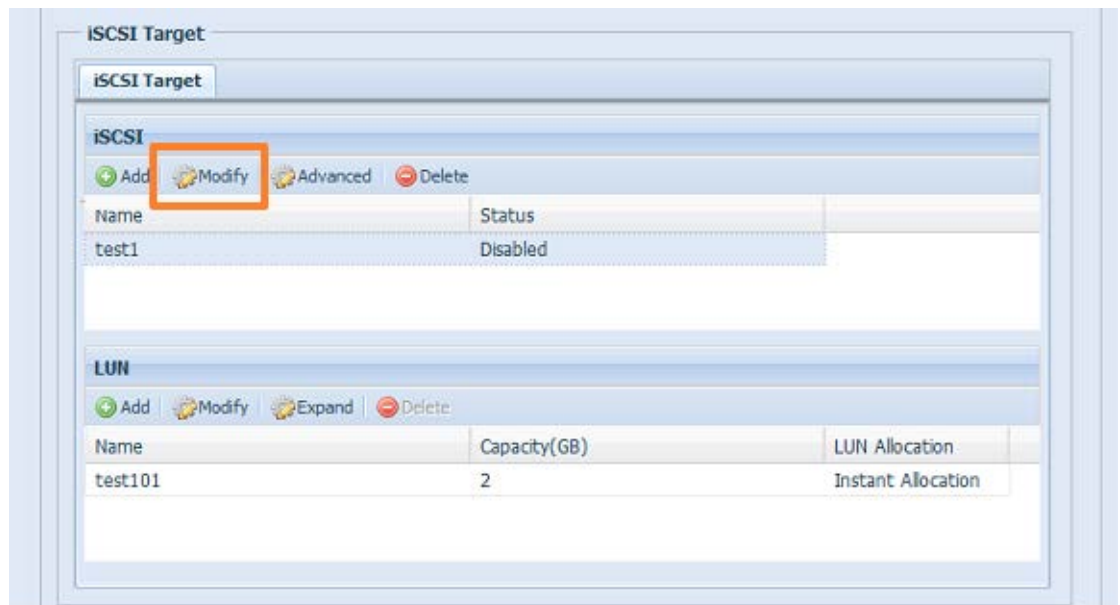 iSCSI Target
iSCSI Target
iSCSI
Add Modify Advanced Delete
Name Status
test1 Disabled
LUN
Add Modify Expand Delete
Name Capacity(GB) LUN Allocation
test101 2 Instant Allocation